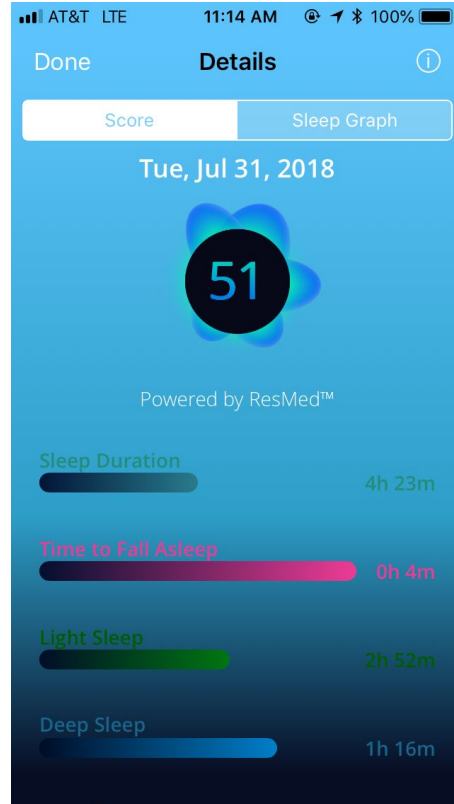 AT&T LTE 11:14 AM 100%
Done Details
Score Sleep Graph
Tue, Jul 31, 2018
51
Powered by ResMed™
Sleep Duration
4h 23m
Time to Fall Asleep
0h 4m
Light Sleep
2h 52m
Deep Sleep
1h 16m